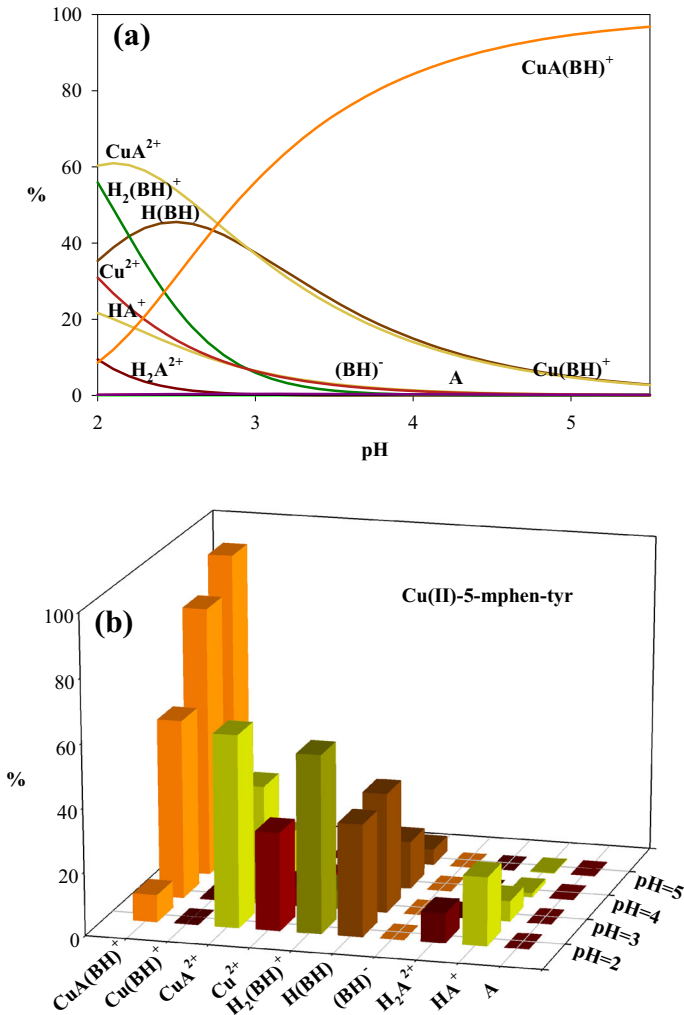 (a)
100
80
60
40
20
0
%
CuA(BH)⁺
CuA²⁺
H₂(BH)⁺
H(BH)
Cu²⁺
HA⁺
H₂A²⁺
(BH)⁻
A
Cu(BH)⁺
2 3 4 5
pH
(b)
Cu(II)-5-mphen-tyr
100
80
60
40
20
0
%
pH=5
pH=4
pH=3
pH=2
CuA(BH)⁺
Cu(BH)⁺
CuA²⁺
Cu²⁺
H₂(BH)⁺
H(BH)
(BH)⁻
H₂A²⁺
HA⁺
A